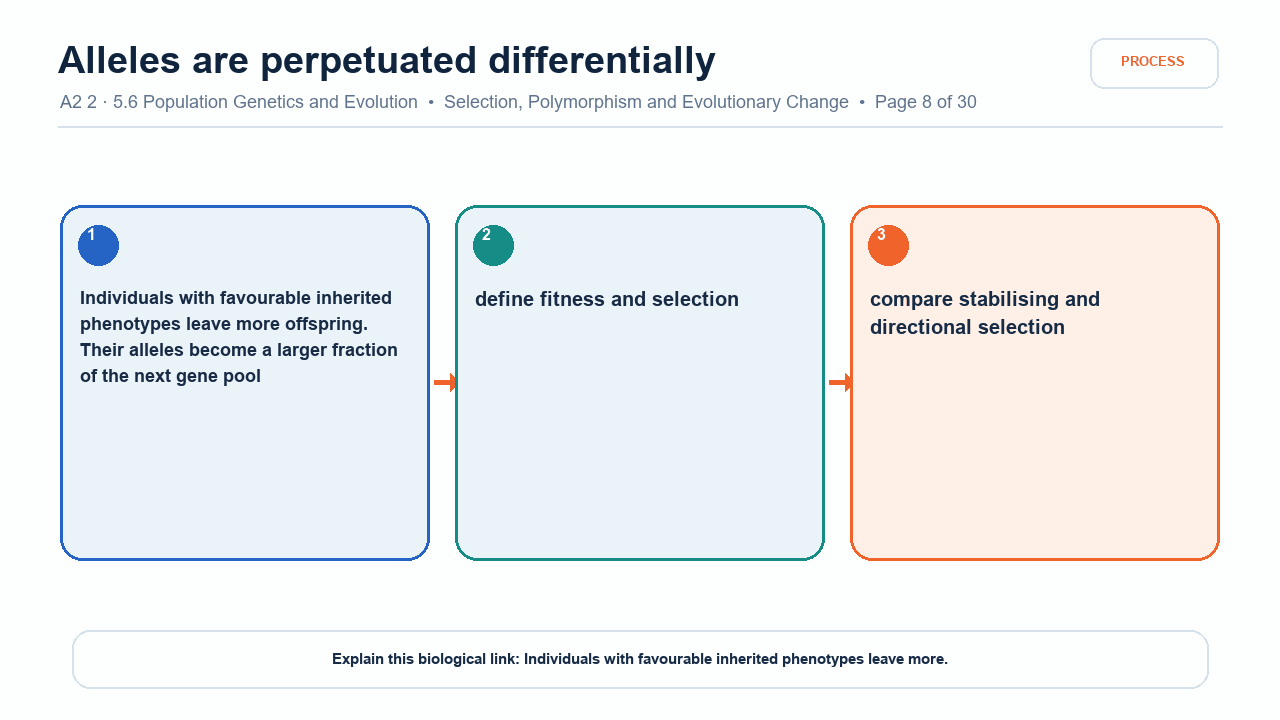 Alleles are perpetuated differentially
PROCESS
A2 2 · 5.6 Population Genetics and Evolution • Selection, Polymorphism and Evolutionary Change • Page 8 of 30
1
Individuals with favourable inherited
phenotypes leave more offspring.
Their alleles become a larger fraction
of the next gene pool
2
define fitness and selection
3
compare stabilising and
directional selection
Explain this biological link: Individuals with favourable inherited phenotypes leave more.